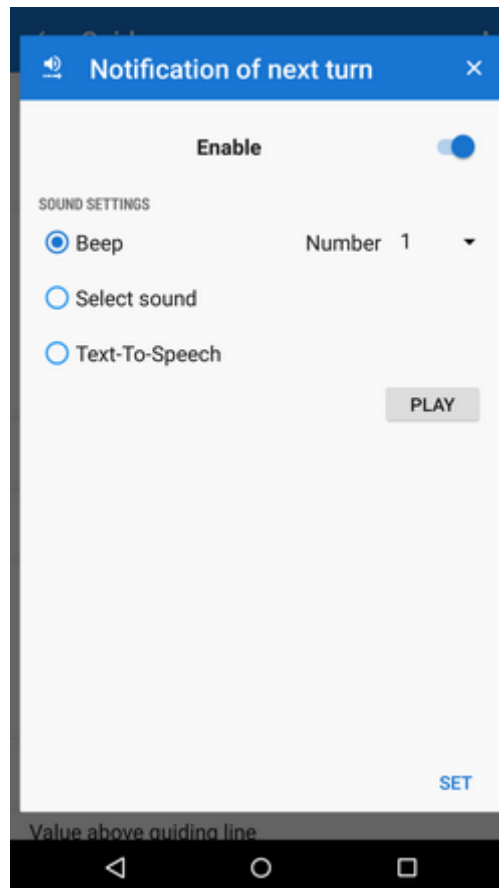 Notification of next turn
Enable
SOUND SETTINGS
Beep Number 1
Select sound
Text-To-Speech
PLAY
SET
Value above guiding line